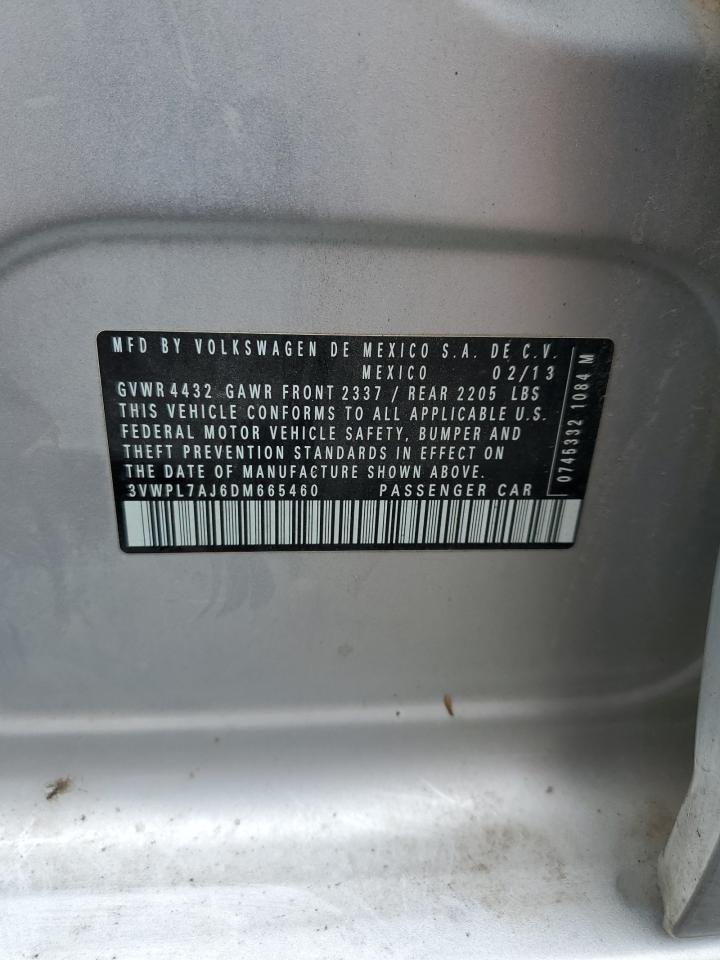 MFD BY VOLKSWAGEN DE MEXICO S.A. DE C.V.
MEXICO 02/13
GVWR 4432 GAWR FRONT 2337 / REAR 2205 LBS
THIS VEHICLE CONFORMS TO ALL APPLICABLE U.S.
FEDERAL MOTOR VEHICLE SAFETY, BUMPER AND
THEFT PREVENTION STANDARDS IN EFFECT ON
THE DATE OF MANUFACTURE SHOWN ABOVE.
3VWPL7AJ6DM665460 PASSENGER CAR
0745332 1084 M